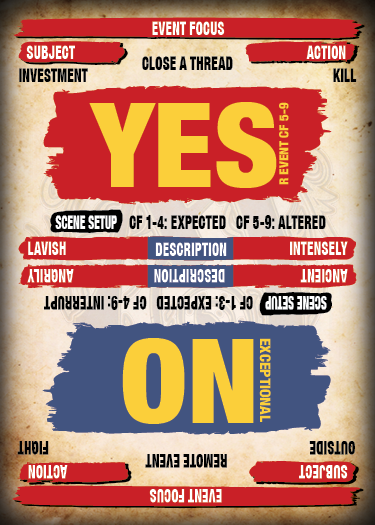 EVENT FOCUS
SUBJECT ACTION
INVESTMENT CLOSE A THREAD KILL
YES
R EVENT CF 5-9
SCENE SETUP CF 1-4: EXPECTED CF 5-9: ALTERED
LAVISH DESCRIPTION INTENSELY
EVENT FOCUS
SUBJECT ACTION
OUTSIDE REMOTE EVENT FIGHT
NO
EXCEPTIONAL
SCENE SETUP CF 1-3: EXPECTED CF 4-9: INTERRUPT
ANCIENT DESCRIPTION ANGRILY